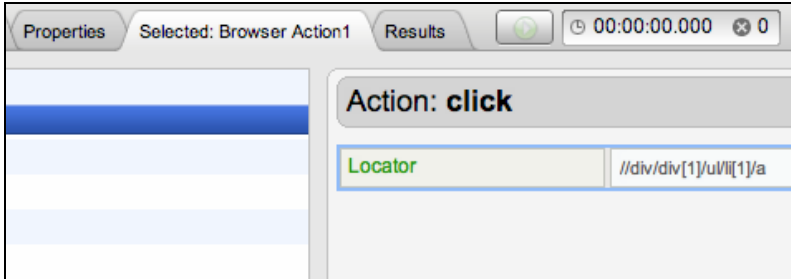 Properties Selected: Browser Action1 Results 00:00:00.000 0
Action: click
Locator //div/div[1]/ul/li[1]/a